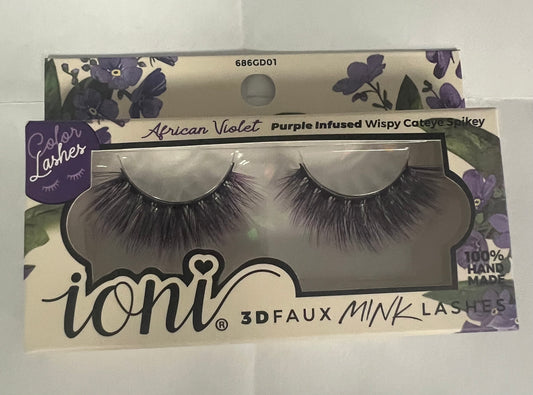 686GD01
African Violet Purple Infused Wispy Cateye Spikey
Color
Lashes
100%
HAND
MADE
ioni®
3D FAUX MINK LASHES